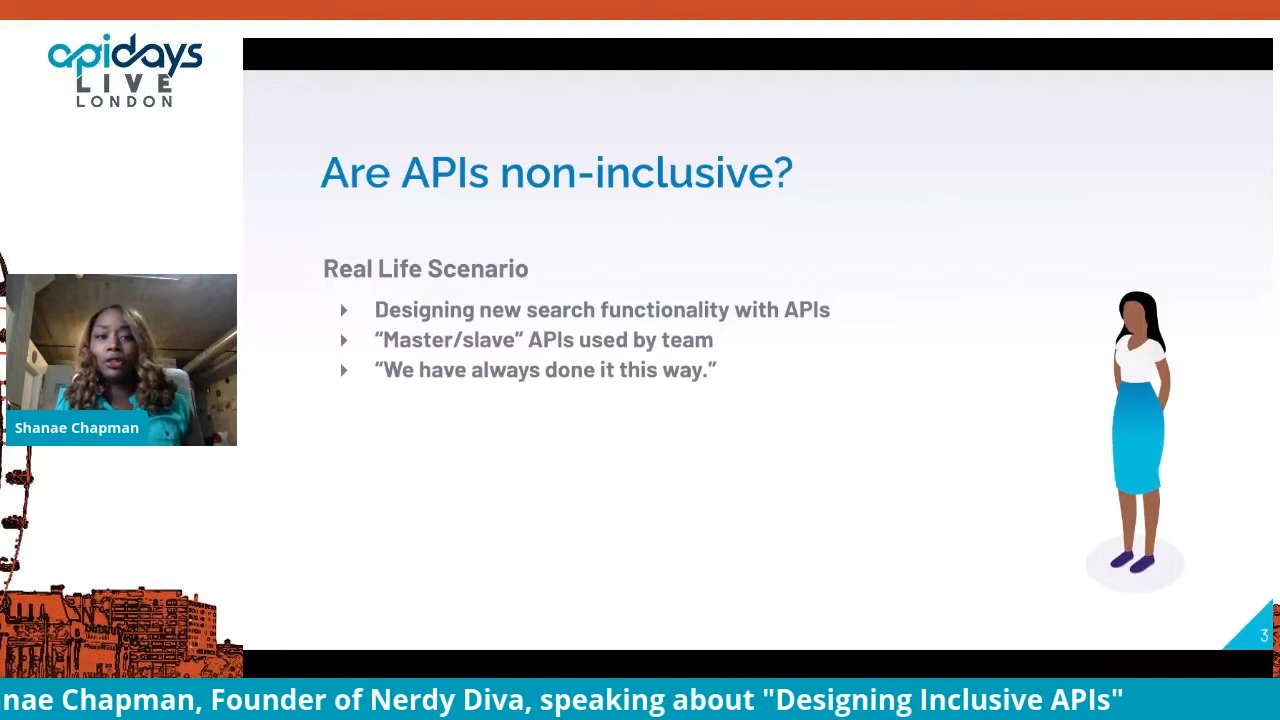 apidays
LIVE
LONDON
Are APIs non-inclusive?
Real Life Scenario
Designing new search functionality with APIs
“Master/slave” APIs used by team
“We have always done it this way.”
Shanae Chapman
3
nae Chapman, Founder of Nerdy Diva, speaking about "Designing Inclusive APIs"